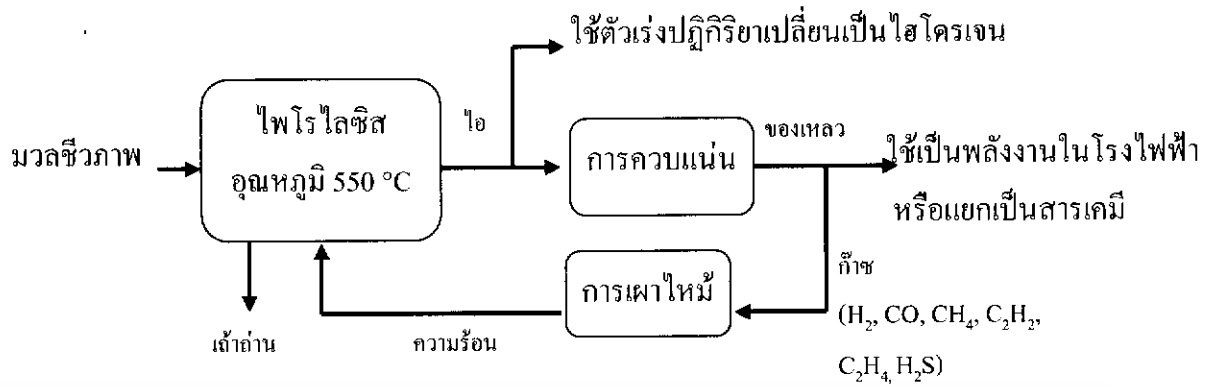 ใช้ตัวเร่งปฏิกิริยาเปลี่ยนเป็นไฮโครเจน
ไพโรไลซิส
อุณหภูมิ 550 °C
มวลชีวภาพ
ไอ
การควบแน่น
ของเหลว
ใช้เป็นพลังงานในโรงไฟฟ้า
หรือแยกเป็นสารเคมี
ก๊าซ
(H₂, CO, CH₄, C₂H₂,
C₂H₄, H₂S)
การเผาไหม้
ความร้อน
เถ้าถ่าน